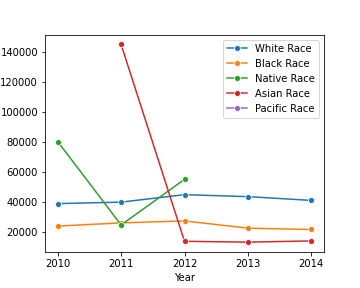 White Race
Black Race
Native Race
Asian Race
Pacific Race
140000
120000
100000
80000
60000
40000
20000
2010 2011 2012 2013 2014
Year